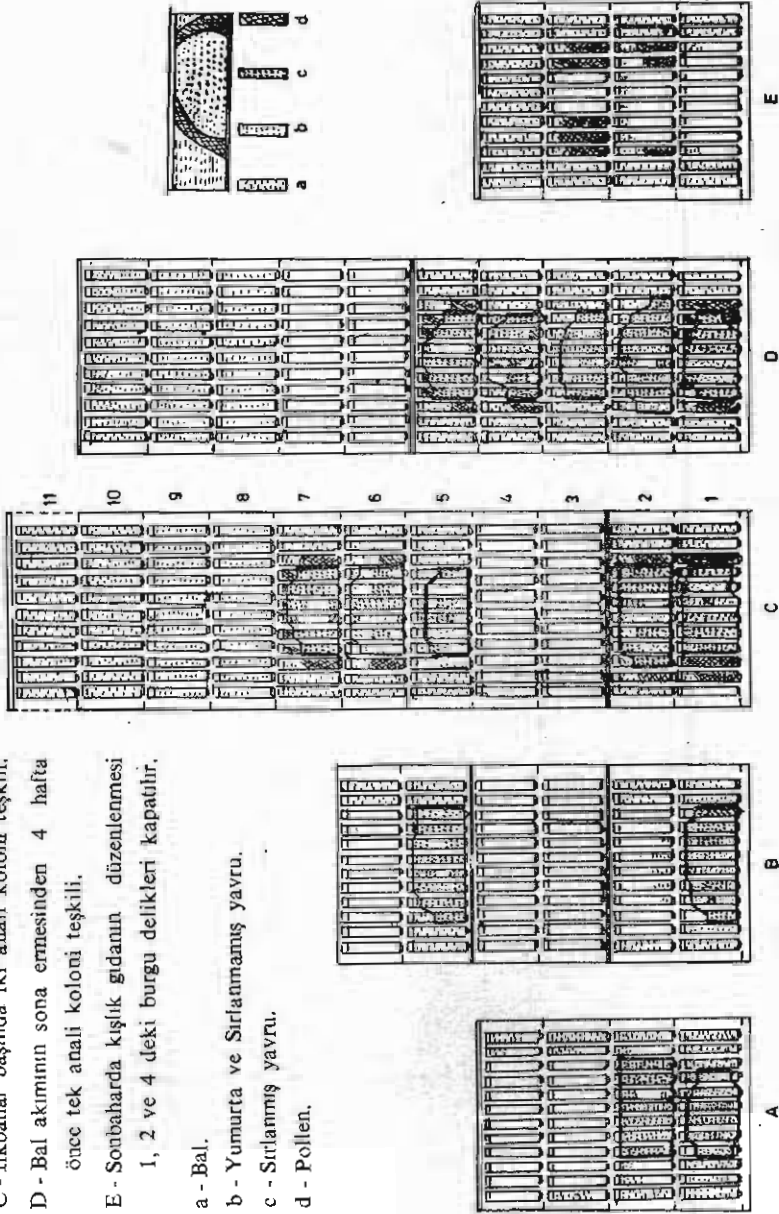 C - İlkbahar başında iki analı koloni teşkili.
D - Bal akımının sona ermesinden 4 hafta
önce tek anali koloni teşkili.
E - Sonbaharda kışlık gıdanın düzenlenmesi
1, 2 ve 4 deki burgu delikleri kapatılır.
a - Bal.
b - Yumurta ve Sırlanmamış yavru.
c - Sırlanmış yavru.
d - Pollen.
a b c d
11
10
9
8
7
6
5
4
3
2
1
A B C D E